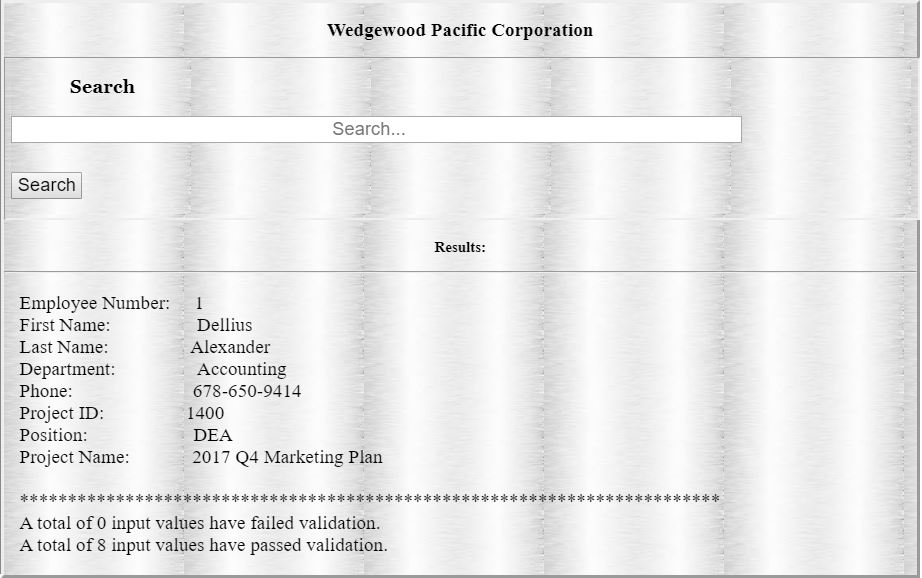 Wedgewood Pacific Corporation
Search
Search...
Search
Results:
Employee Number: 1
First Name: Dellius
Last Name: Alexander
Department: Accounting
Phone: 678-650-9414
Project ID: 1400
Position: DEA
Project Name: 2017 Q4 Marketing Plan
**************************************************************************
A total of 0 input values have failed validation.
A total of 8 input values have passed validation.